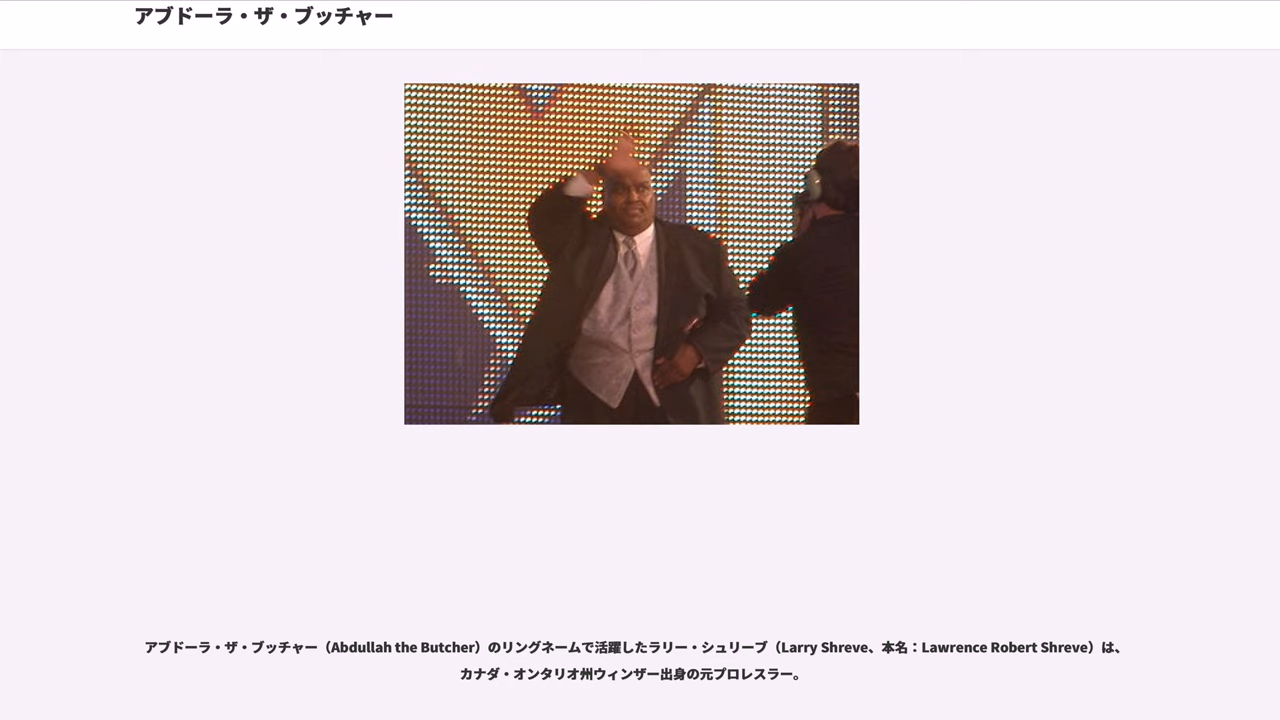 アブドーラ・ザ・ブッチャー
アブドーラ・ザ・ブッチャー（Abdullah the Butcher）のリングネームで活躍したラリー・シュリーブ（Larry Shreve、本名：Lawrence Robert Shreve）は、
カナダ・オンタリオ州ウィンザー出身の元プロレスラー。